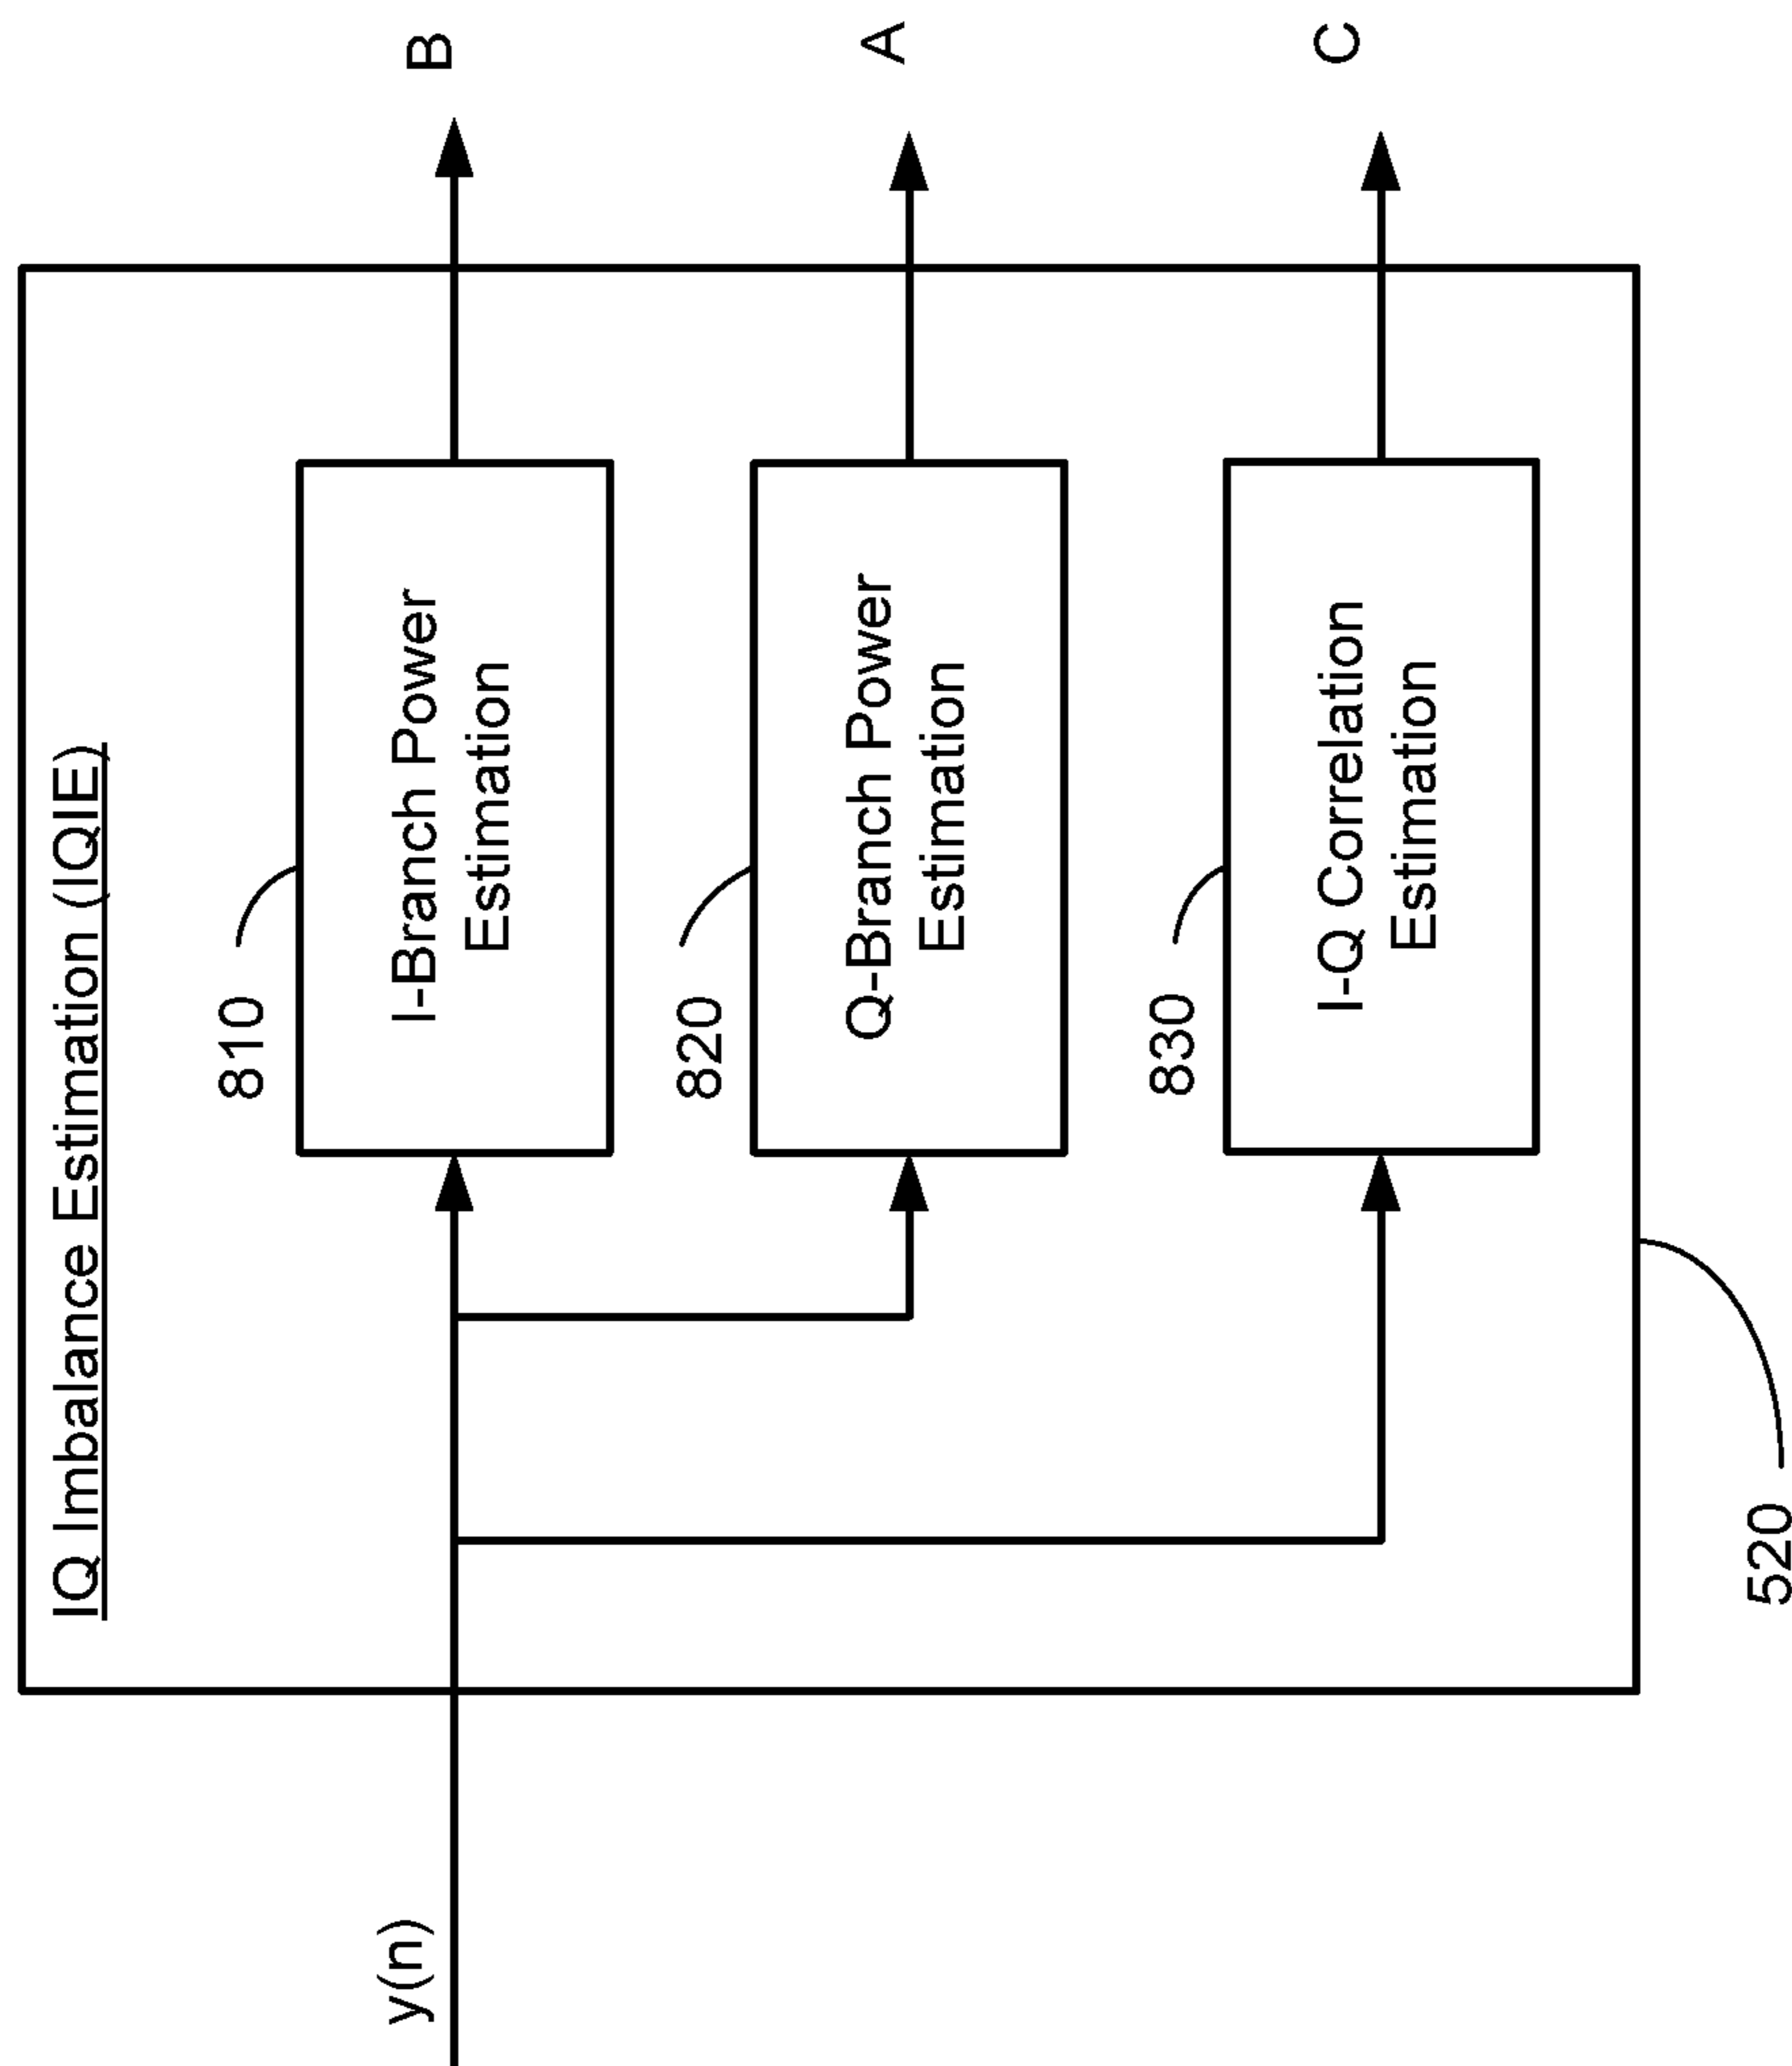 IQ Imbalance Estimation (IQIE)
y(n)
810
I-Branch Power
Estimation
B
820
Q-Branch Power
Estimation
A
830
I-Q Correlation
Estimation
C
520